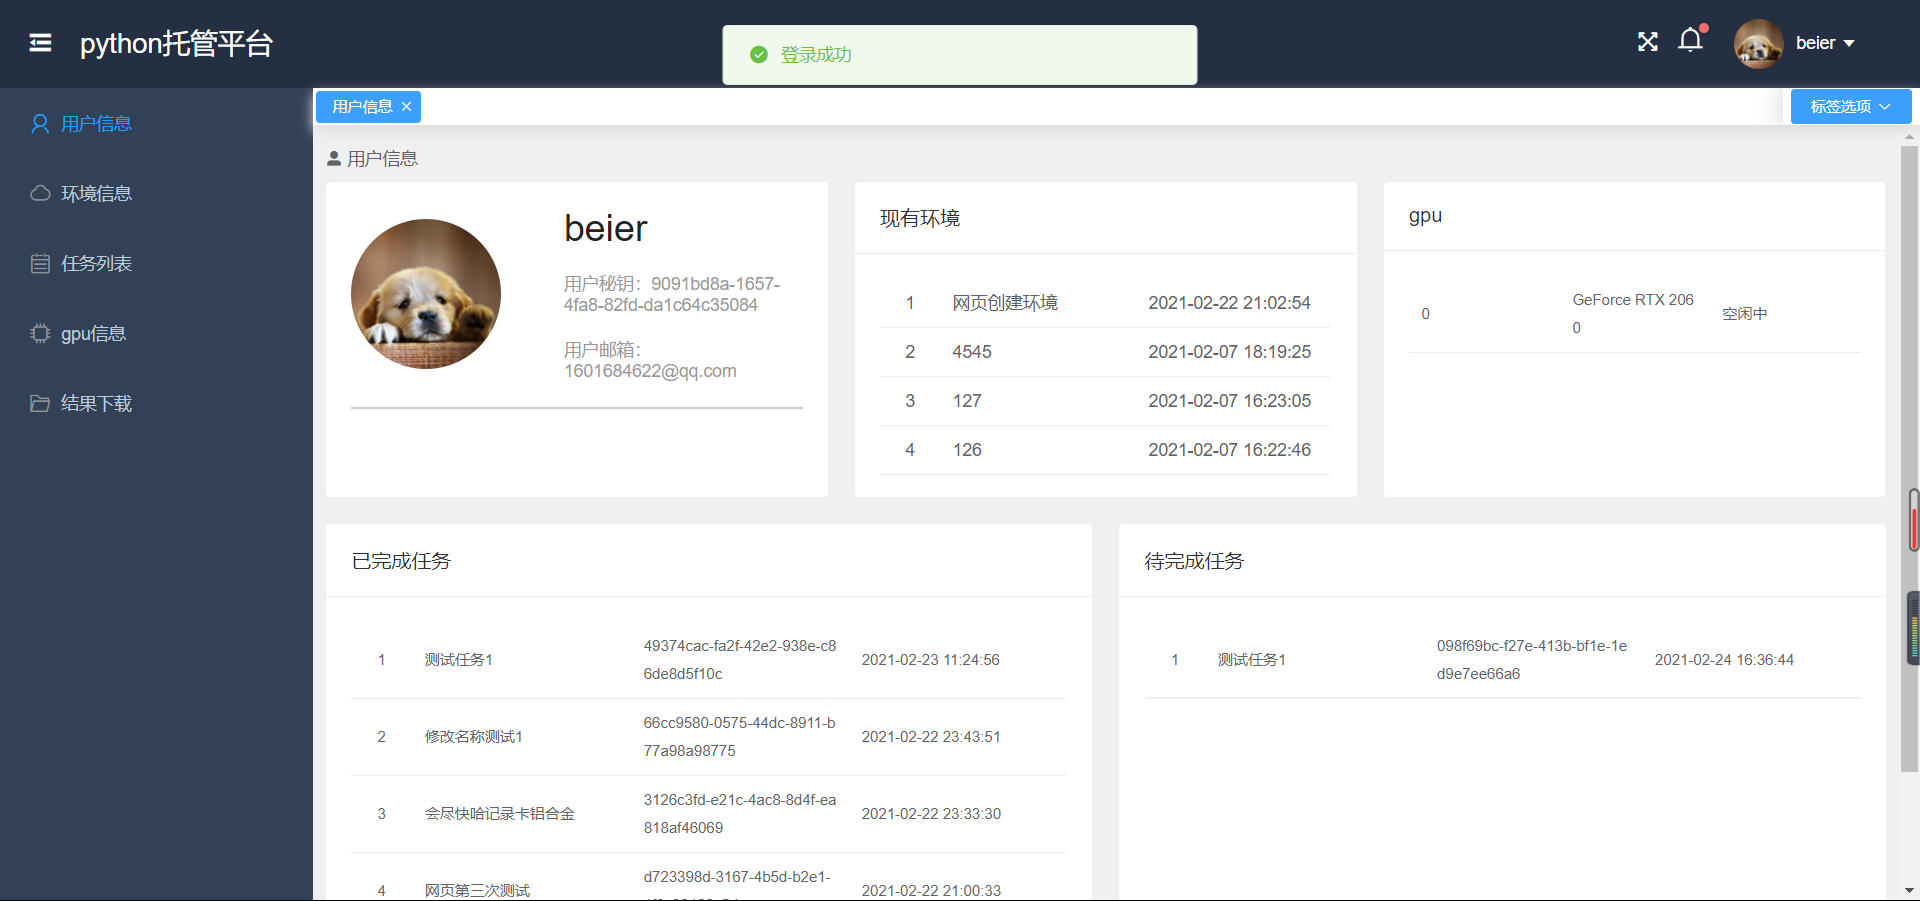 python托管平台
登录成功
beier
用户信息
环境信息
任务列表
gpu信息
结果下载
用户信息
标签选项
用户信息
beier
用户秘钥：9091bd8a-1657-
4fa8-82fd-da1c64c35084
用户邮箱：
1601684622@qq.com
现有环境
1 网页创建环境 2021-02-22 21:02:54
2 4545 2021-02-07 18:19:25
3 127 2021-02-07 16:23:05
4 126 2021-02-07 16:22:46
gpu
0 GeForce RTX 206 空闲中
0
已完成任务
1 测试任务1 49374cac-fa2f-42e2-938e-c8 2021-02-23 11:24:56
6de8d5f10c
2 修改名称测试1 66cc9580-0575-44dc-8911-b 2021-02-22 23:43:51
77a98a98775
3 会尽快哈记录卡铝合金 3126c3fd-e21c-4ac8-8d4f-ea 2021-02-22 23:33:30
818af46069
4 网页第三次测试 d723398d-3167-4b5d-b2e1- 2021-02-22 21:00:33
待完成任务
1 测试任务1 098f69bc-f27e-413b-bf1e-1e 2021-02-24 16:36:44
d9e7ee66a6